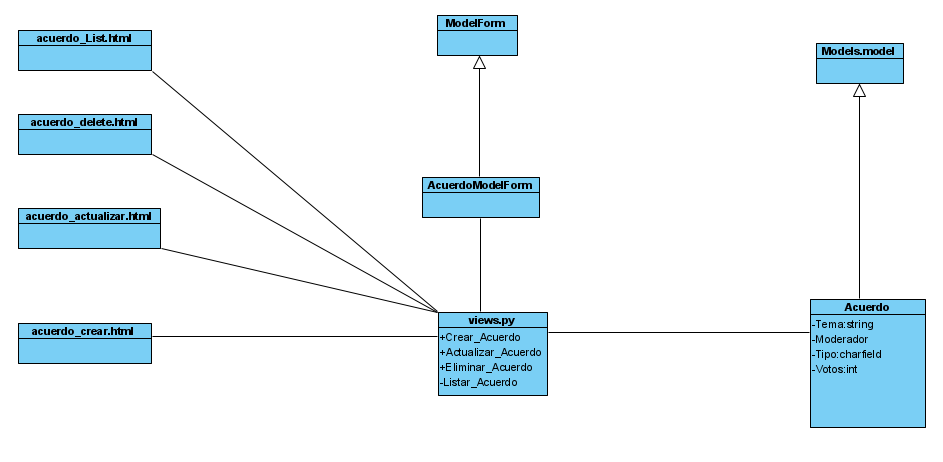 ModelForm
acuerdo_List.html
Models.model
acuerdo_delete.html
AcuerdoModelForm
acuerdo_actualizar.html
Acuerdo
-Tema:string
-Moderador
-Tipo:charfield
-Votos:int
views.py
+Crear_Acuerdo
+Actualizar_Acuerdo
+Eliminar_Acuerdo
-Listar_Acuerdo
acuerdo_crear.html